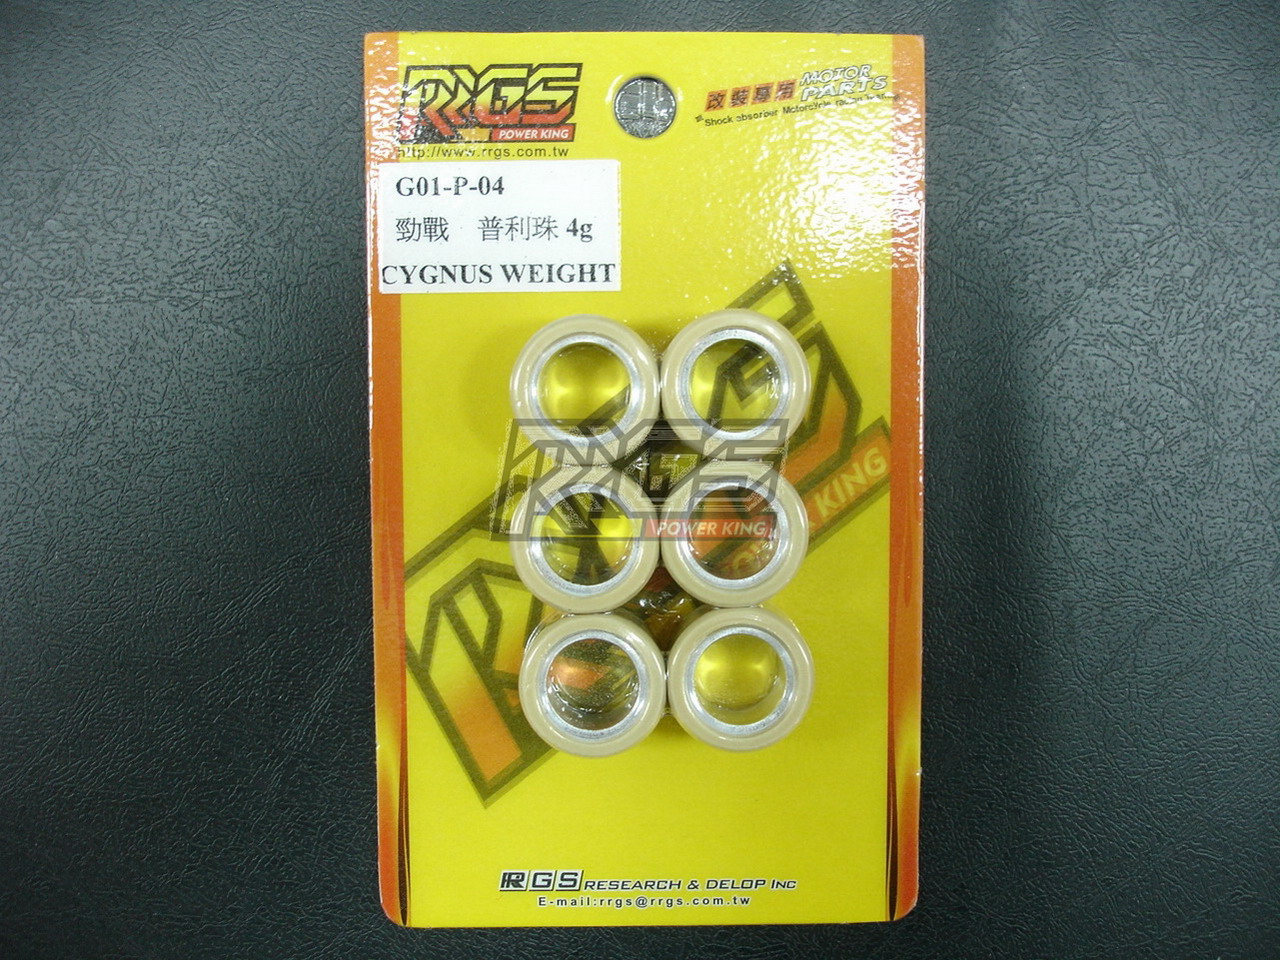 RRGS
POWER KING
http://www.rrgs.com.tw
改裝專用 MOTOR PARTS
Shock absorber Motorcycle
G01-P-04
勁戰 普利珠 4g
CYGNUS WEIGHT
RRGS
POWER KING
KING
RRGS RESEARCH & DELOP INC
E-mail:rrgs@rrgs.com.tw